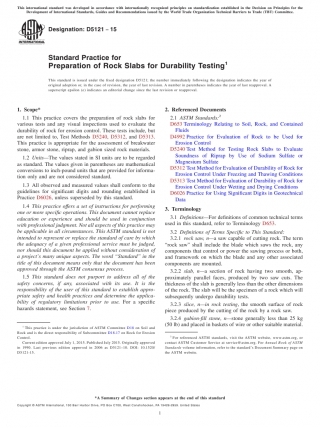 This international standard was developed in accordance with internationally recognized principles on standardization established in the Decision on Principles for the
Development of International Standards, Guides and Recommendations issued by the World Trade Organization Technical Barriers to Trade (TBT) Committee.
Designation: D5121 − 15
INTERNATIONAL
Standard Practice for
Preparation of Rock Slabs for Durability Testing1
This standard is issued under the fixed designation D5121; the number immediately following the designation indicates the year of
original adoption or, in the case of revision, the year of last revision. A number in parentheses indicates the year of last reapproval. A
superscript epsilon (ε) indicates an editorial change since the last revision or reapproval.
1. Scope*
1.1 This practice covers the preparation of rock slabs for
various tests and any visual inspections used to evaluate the
durability of rock for erosion control. These tests include, but
are not limited to, Test Methods D5240, D5312, and D5313.
This practice is appropriate for the assessment of breakwater
stone, armor stone, riprap, and gabion sized rock materials.
1.2 Units—The values stated in SI units are to be regarded
as standard. The values given in parentheses are mathematical
conversions to inch-pound units that are provided for informa-
tion only and are not considered standard.
1.3 All observed and measured values shall conform to the
guidelines for significant digits and rounding established in
Practice D6026, unless superseded by this standard.
1.4 This practice offers a set of instructions for performing
one or more specific operations. This document cannot replace
education or experience and should be used in conjunction
with professional judgment. Not all aspects of this practice may
be applicable in all circumstances. This ASTM standard is not
intended to represent or replace the standard of care by which
the adequacy of a given professional service must be judged,
nor should this document be applied without consideration of
a project's many unique aspects. The word "Standard" in the
title of this document means only that the document has been
approved through the ASTM consensus process.
1.5 This standard does not purport to address all of the
safety concerns, if any, associated with its use. It is the
responsibility of the user of this standard to establish appro-
priate safety and health practices and determine the applica-
bility of regulatory limitations prior to use. For a specific
hazards statement, see Section 7.
1 This practice is under the jurisdiction of ASTM Committee D18 on Soil and
Rock and is the direct responsibility of Subcommittee D18.17 on Rock for Erosion
Control.
2. Referenced Documents
2.1 ASTM Standards:2
D653 Terminology Relating to Soil, Rock, and Contained
Fluids
D4992 Practice for Evaluation of Rock to be Used for
Erosion Control
D5240 Test Method for Testing Rock Slabs to Evaluate
Soundness of Riprap by Use of Sodium Sulfate or
Magnesium Sulfate
D5312 Test Method for Evaluation of Durability of Rock for
Erosion Control Under Freezing and Thawing Conditions
D5313 Test Method for Evaluation of Durability of Rock for
Erosion Control Under Wetting and Drying Conditions
D6026 Practice for Using Significant Digits in Geotechnical
Data
3. Terminology
3.1 Definitions—For definitions of common technical terms
used in this standard, refer to Terminology D653.
3.2 Definitions of Terms Specific to This Standard:
3.2.1 rock saw, n—a saw capable of cutting rock. The term
"rock saw" shall include the blade which saws the rock, any
components that control or power the sawing process or both,
and framework on which the blade and any other associated
components are mounted.
3.2.2 slab, n—a section of rock having two smooth, ap-
proximately parallel faces, produced by two saw cuts. The
thickness of the slab is generally less than the other dimensions
of the rock. The slab will be the specimen of a rock which will
subsequently undergo durability tests.
3.2.3 slice, n—in rock testing, the smooth surface of rock
piece produced by the cutting of the rock by a rock saw.
3.2.4 gabion-fill stone, n—stone generally less than 25 kg
(50 lb) and placed in baskets of wire or other suitable material.
2 For referenced ASTM standards, visit the ASTM website, www.astm.org, or
contact ASTM Customer Service at service@astm.org. For Annual Book of ASTM
Standards volume information, refer to the standard's Document Summary page on
the ASTM website.
*A Summary of Changes section appears at the end of this standard
Copyright © ASTM International, 100 Barr Harbor Drive, PO Box C700, West Conshohocken, PA 19428-2959. United States
1